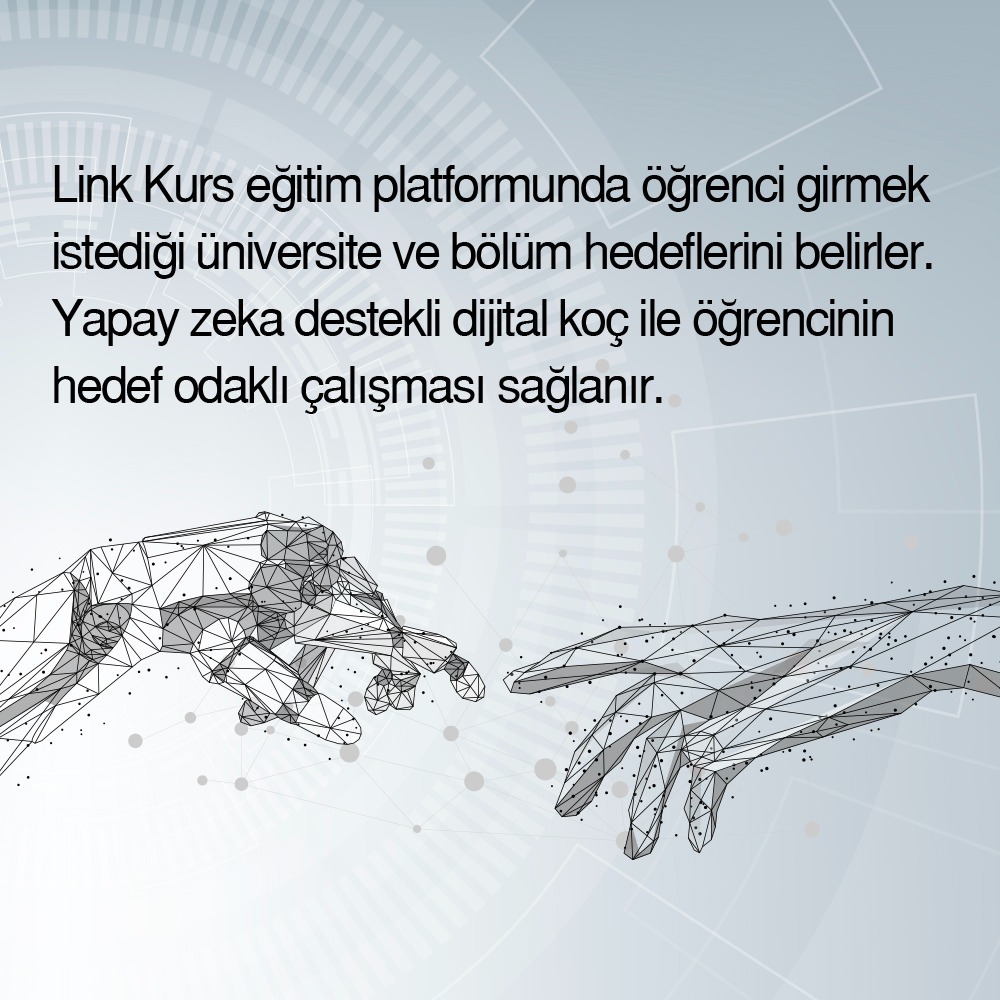 Link Kurs eğitim platformunda öğrenci girmek
istediği üniversite ve bölüm hedeflerini belirler.
Yapay zeka destekli dijital koç ile öğrencinin
hedef odaklı çalışması sağlanır.